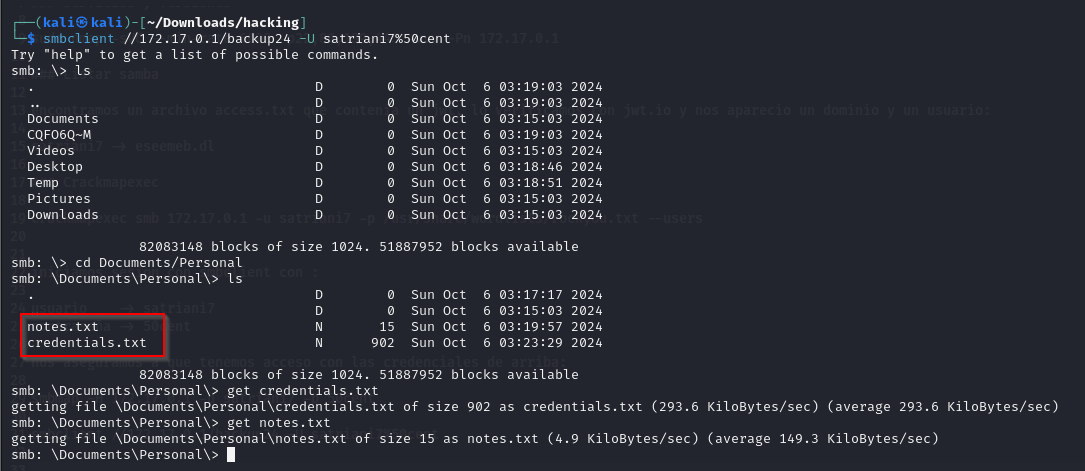 ┌──(kali㉿kali)-[~/Downloads/hacking]
└─$ smbclient //172.17.0.1/backup24 -U satriani7%50cent
Try "help" to get a list of possible commands.
smb: \> ls
  .                                   D        0  Sun Oct  6 03:19:03 2024
  ..                                  D        0  Sun Oct  6 03:19:03 2024
  Documents                           D        0  Sun Oct  6 03:15:03 2024
  CQFO6Q~M                            D        0  Sun Oct  6 03:19:03 2024
  Videos                              D        0  Sun Oct  6 03:15:03 2024
  Desktop                             D        0  Sun Oct  6 03:18:46 2024
  Temp                                D        0  Sun Oct  6 03:18:51 2024
  Pictures                            D        0  Sun Oct  6 03:15:03 2024
  Downloads                           D        0  Sun Oct  6 03:15:03 2024
                82083148 blocks of size 1024. 51887952 blocks available
smb: \> cd Documents/Personal
smb: \Documents\Personal\> ls
  .                                   D        0  Sun Oct  6 03:17:17 2024
  ..                                  D        0  Sun Oct  6 03:15:03 2024
  notes.txt                           N       15  Sun Oct  6 03:19:57 2024
  credentials.txt                     N      902  Sun Oct  6 03:23:29 2024
                82083148 blocks of size 1024. 51887952 blocks available
smb: \Documents\Personal\> get credentials.txt
getting file \Documents\Personal\credentials.txt of size 902 as credentials.txt (293.6 KiloBytes/sec) (average 293.6 KiloBytes/sec)
smb: \Documents\Personal\> get notes.txt
getting file \Documents\Personal\notes.txt of size 15 as notes.txt (4.9 KiloBytes/sec) (average 149.3 KiloBytes/sec)
smb: \Documents\Personal\>